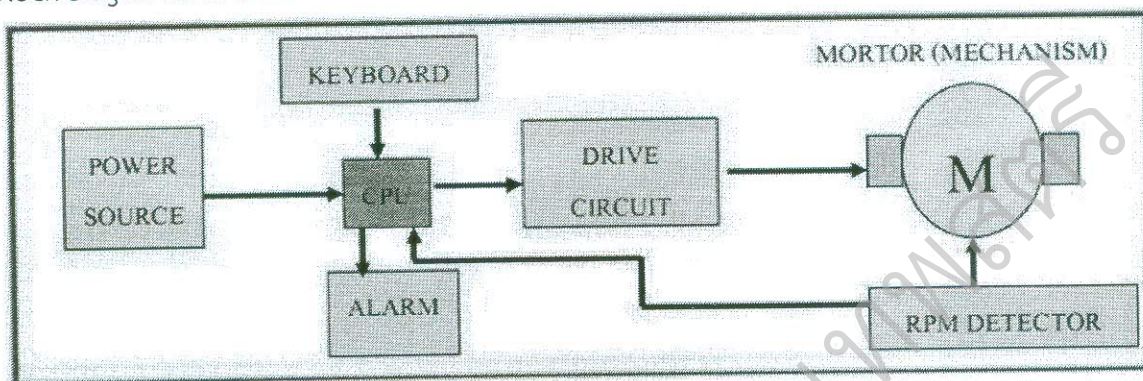 KEYBOARD
MORTOR (MECHANISM)
POWER
SOURCE
CPU
DRIVE
CIRCUIT
M
ALARM
RPM DETECTOR